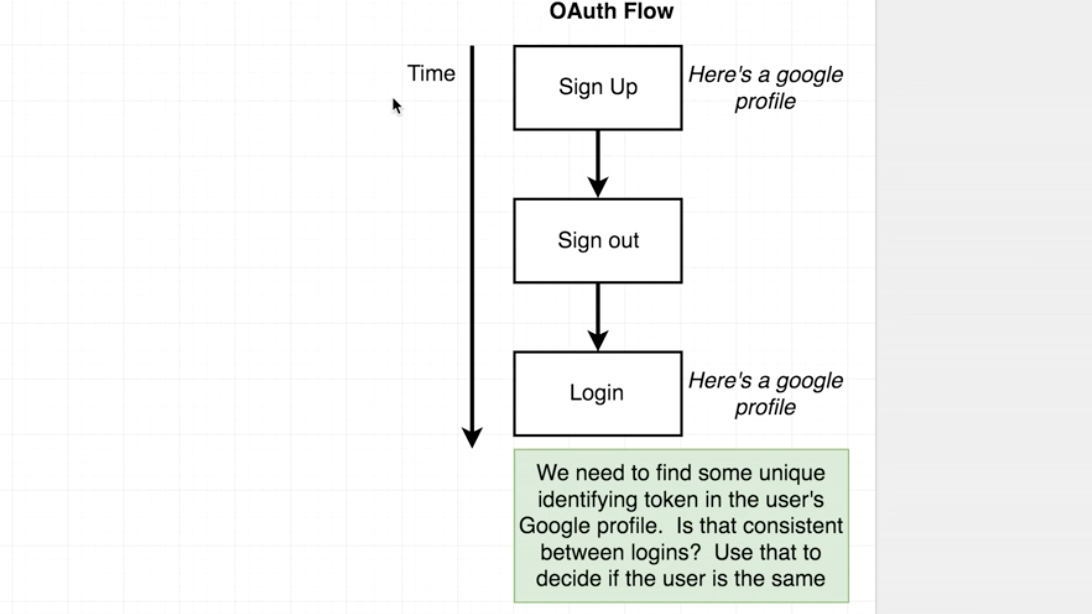 OAuth Flow
Time
Sign Up
Here's a google
profile
Sign out
Login
Here's a google
profile
We need to find some unique
identifying token in the user's
Google profile.  Is that consistent
between logins?  Use that to
decide if the user is the same